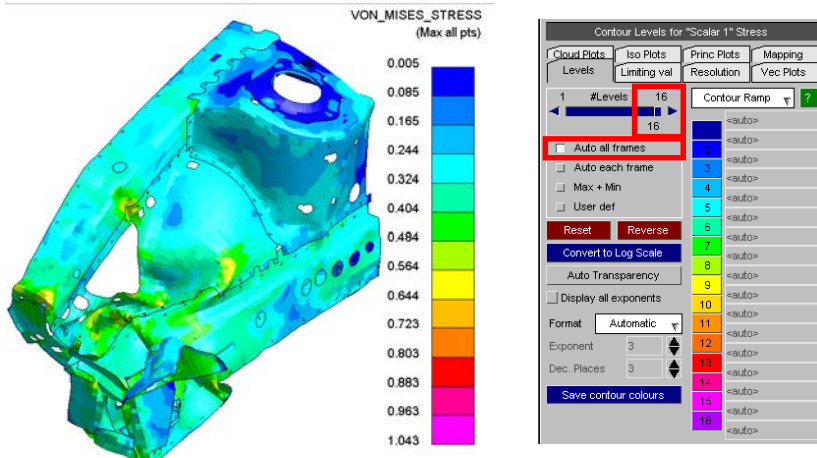 VON_MISES_STRESS
(Max all pts)
0.005
0.085
0.165
0.244
0.324
0.404
0.484
0.564
0.644
0.723
0.803
0.883
0.963
1.043
Contour Levels for "Scalar 1" Stress
Cloud Plots Iso Plots Princ Plots Mapping
Levels Limiting val Resolution Vec Plots
1 #Levels 16
16
Auto all frames
Auto each frame
Max + Min
User def
Reset Reverse
Convert to Log Scale
Auto Transparency
Display all exponents
Format Automatic
Exponent 3
Dec. Places 3
Save contour colours
Contour Ramp ?
<auto>
1
<auto>
2
<auto>
3
<auto>
4
<auto>
5
<auto>
6
<auto>
7
<auto>
8
<auto>
9
<auto>
10
<auto>
11
<auto>
12
<auto>
13
<auto>
14
<auto>
15
<auto>
16
<auto>